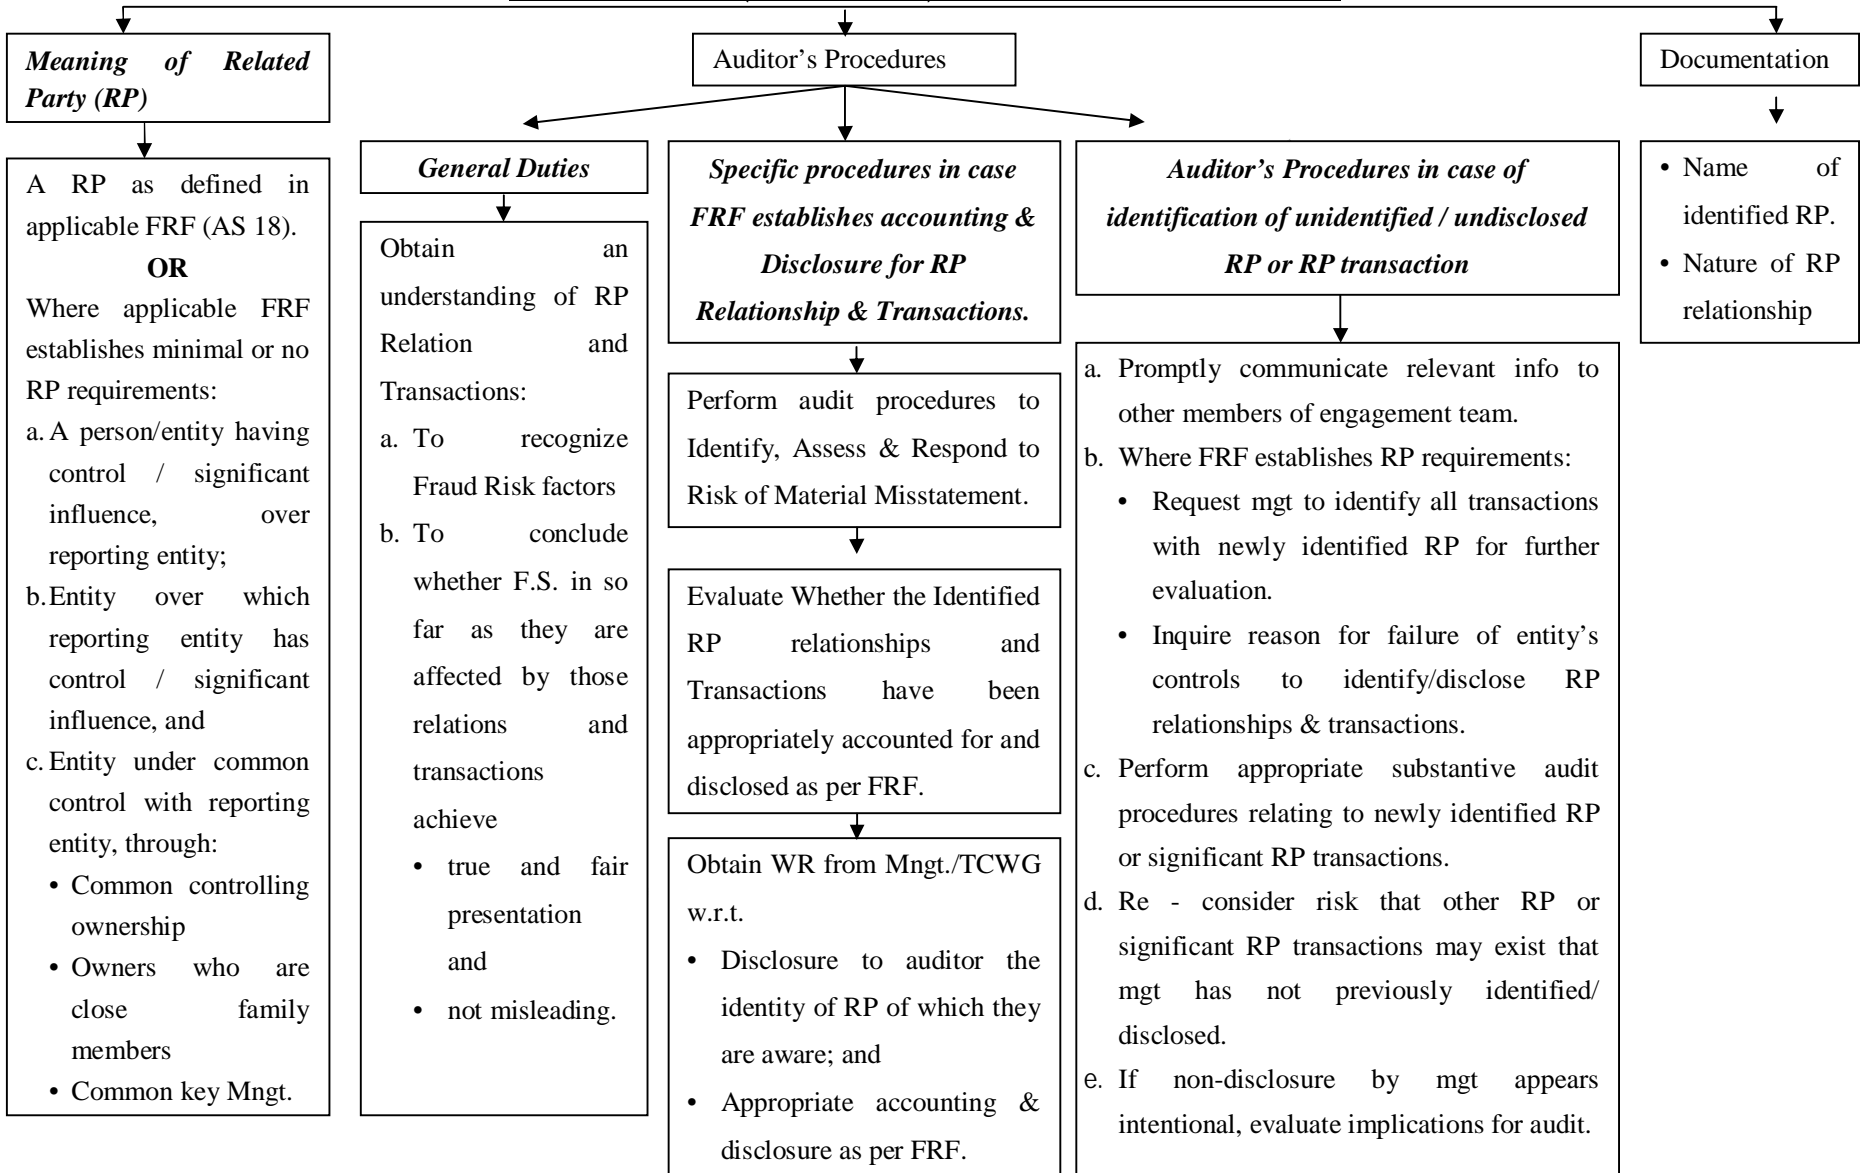 Meaning of Related
Party (RP)
A RP as defined in
applicable FRF (AS 18).
OR
Where applicable FRF
establishes minimal or no
RP requirements:
a. A person/entity having
control / significant
influence, over
reporting entity;
b. Entity over which
reporting entity has
control / significant
influence, and
c. Entity under common
control with reporting
entity, through:
• Common controlling
ownership
• Owners who are
close family
members
• Common key Mngt.
Auditor's Procedures
General Duties
Obtain an
understanding of RP
Relation and
Transactions:
a. To recognize
Fraud Risk factors
b. To conclude
whether F.S. in so
far as they are
affected by those
relations and
transactions
achieve
• true and fair
presentation
and
• not misleading.
Specific procedures in case
FRF establishes accounting &
Disclosure for RP
Relationship & Transactions.
Perform audit procedures to
Identify, Assess & Respond to
Risk of Material Misstatement.
Evaluate Whether the Identified
RP relationships and
Transactions have been
appropriately accounted for and
disclosed as per FRF.
Obtain WR from Mngt./TCWG
w.r.t.
• Disclosure to auditor the
identity of RP of which they
are aware; and
• Appropriate accounting &
disclosure as per FRF.
Auditor's Procedures in case of
identification of unidentified / undisclosed
RP or RP transaction
a. Promptly communicate relevant info to
other members of engagement team.
b. Where FRF establishes RP requirements:
• Request mgt to identify all transactions
with newly identified RP for further
evaluation.
• Inquire reason for failure of entity's
controls to identify/disclose RP
relationships & transactions.
c. Perform appropriate substantive audit
procedures relating to newly identified RP
or significant RP transactions.
d. Re - consider risk that other RP or
significant RP transactions may exist that
mgt has not previously identified/
disclosed.
e. If non-disclosure by mgt appears
intentional, evaluate implications for audit.
Documentation
• Name of
identified RP.
• Nature of RP
relationship